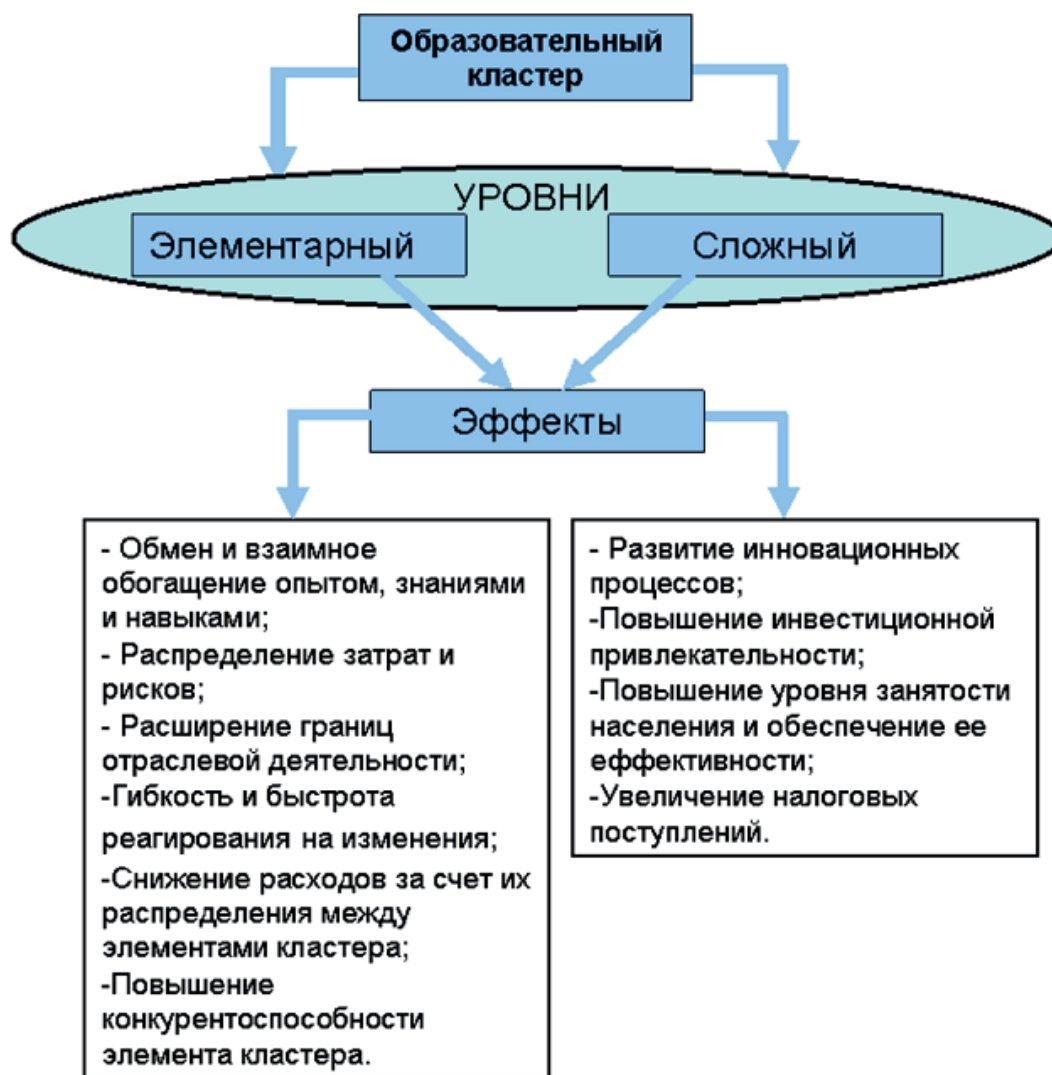 Образовательный
кластер
УРОВНИ
Элементарный
Сложный
Эффекты
- Обмен и взаимное
обогащение опытом, знаниями
и навыками;
- Распределение затрат и
рисков;
- Расширение границ
отраслевой деятельности;
-Гибкость и быстрота
реагирования на изменения;
-Снижение расходов за счет их
распределения между
элементами кластера;
-Повышение
конкурентоспособности
элемента кластера.
- Развитие инновационных
процессов;
-Повышение инвестиционной
привлекательности;
-Повышение уровня занятости
населения и обеспечение ее
еффективности;
-Увеличение налоговых
поступлений.